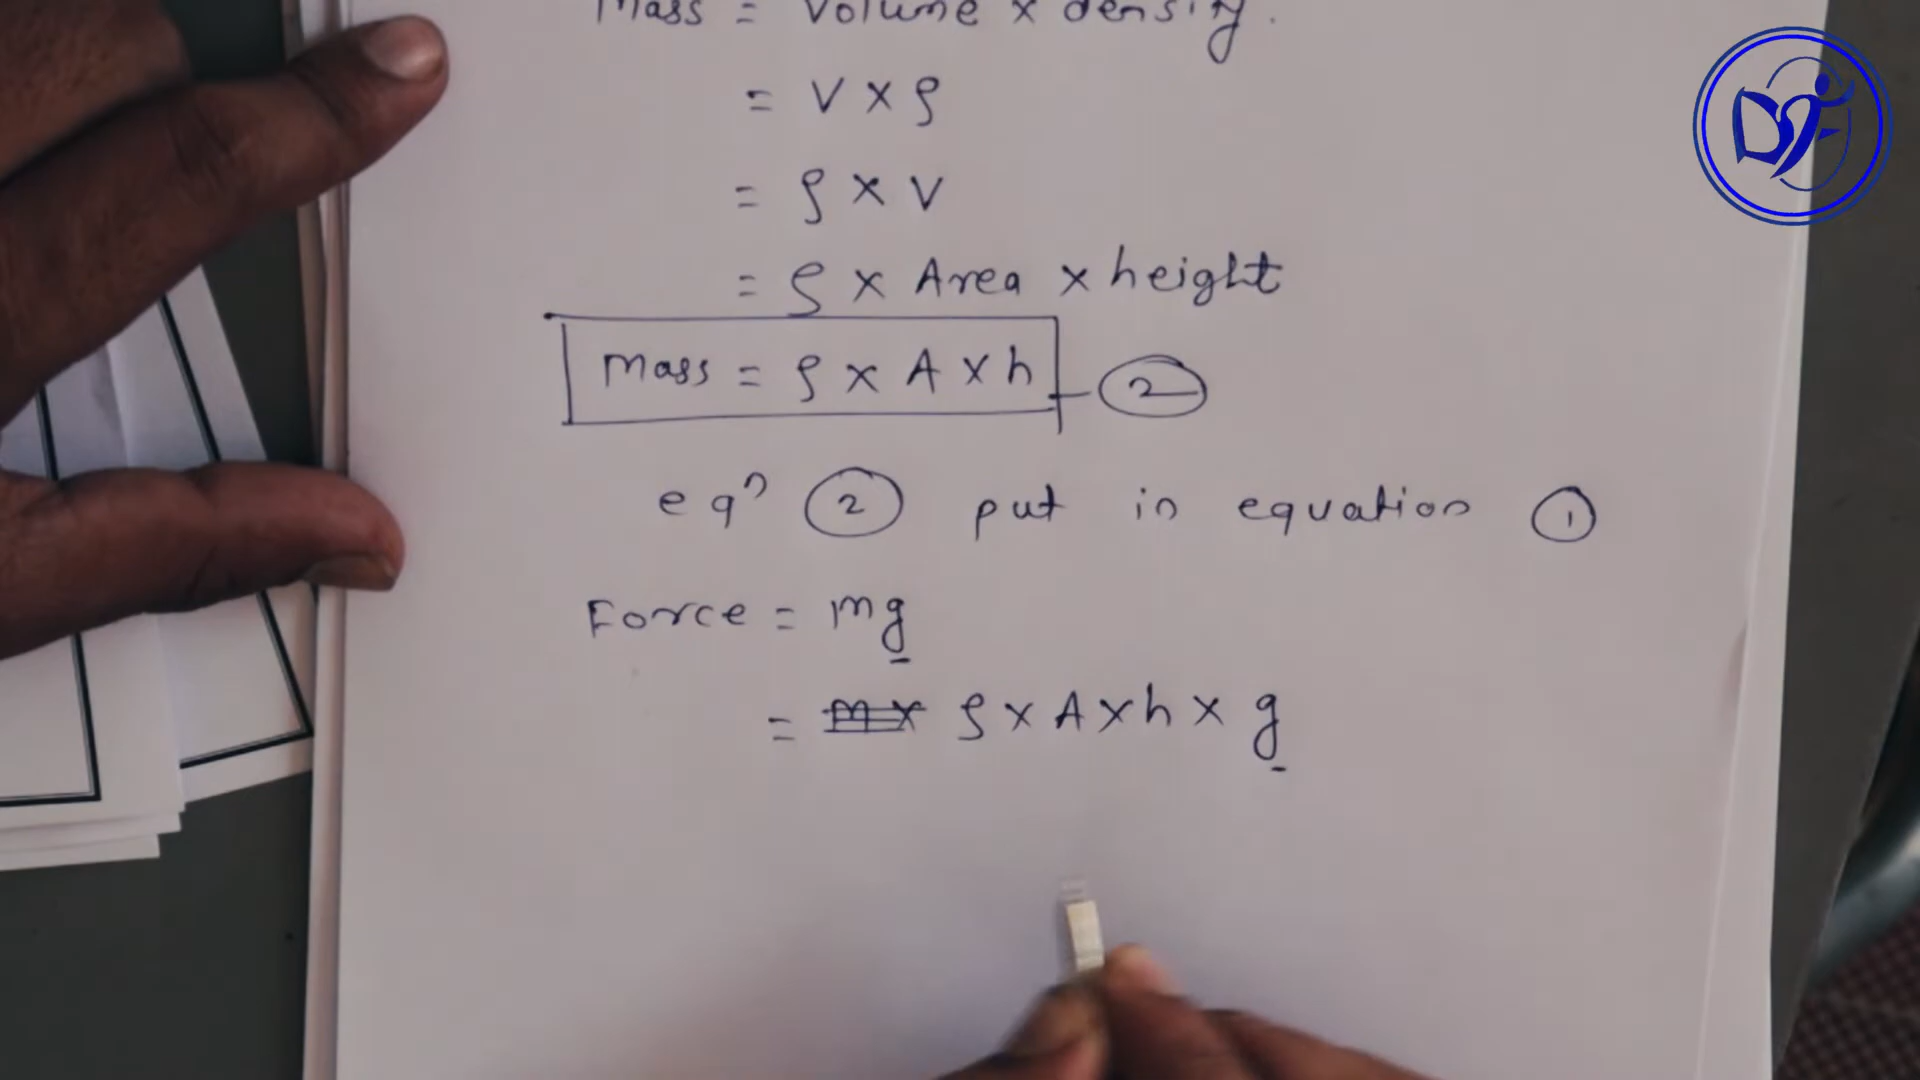 Mass = Volume × density.
= V × ρ
= ρ × V
= ρ × Area × height
Mass = ρ × A × h - 2
eqⁿ 2 put in equation 1
Force = mg
= ρ × A × h × g